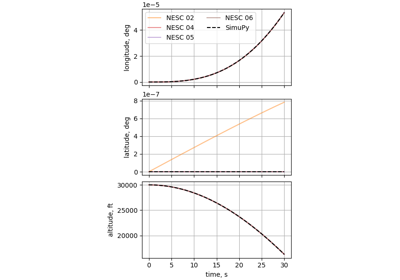 1e−5
NESC 02 NESC 06
NESC 04 SimuPy
NESC 05
longitude, deg
4
2
0
1e−7
latitude, deg
8
6
4
2
0
altitude, ft
30000
25000
20000
0 5 10 15 20 25 30
time, s